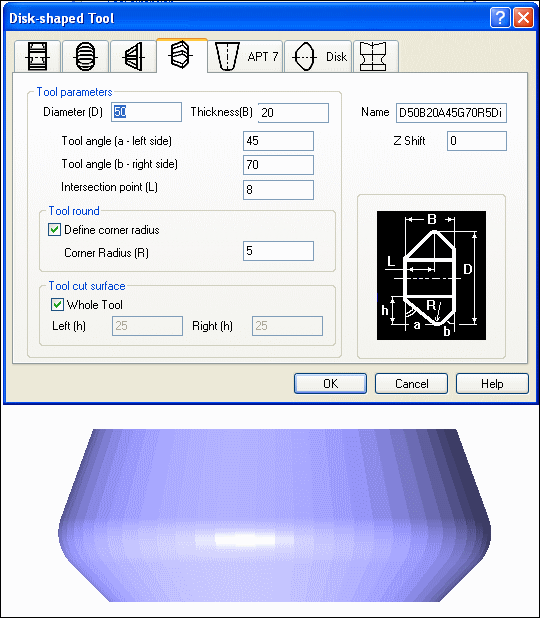 Disk-shaped Tool
APT 7
Disk
Tool parameters
Diameter (D) 50 Thickness(B) 20
Name D50B20A45G70R5Di
Tool angle (a - left side) 45
Z Shift 0
Tool angle (b - right side) 70
Intersection point (L) 8
Tool round
Define corner radius
Corner Radius (R) 5
Tool cut surface
Whole Tool
Left (h) 25 Right (h) 25
B
L
D
h
R
a
b
OK Cancel Help